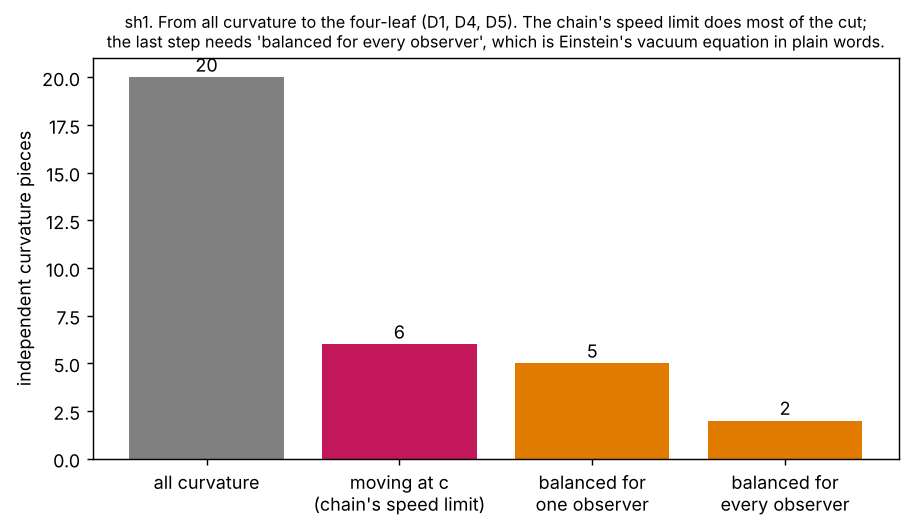 sh1. From all curvature to the four-leaf (D1, D4, D5). The chain's speed limit does most of the cut;
the last step needs 'balanced for every observer', which is Einstein's vacuum equation in plain words.
independent curvature pieces
20.0
17.5
15.0
12.5
10.0
7.5
5.0
2.5
0.0
20
6
5
2
all curvature
moving at c
(chain's speed limit)
balanced for
one observer
balanced for
every observer